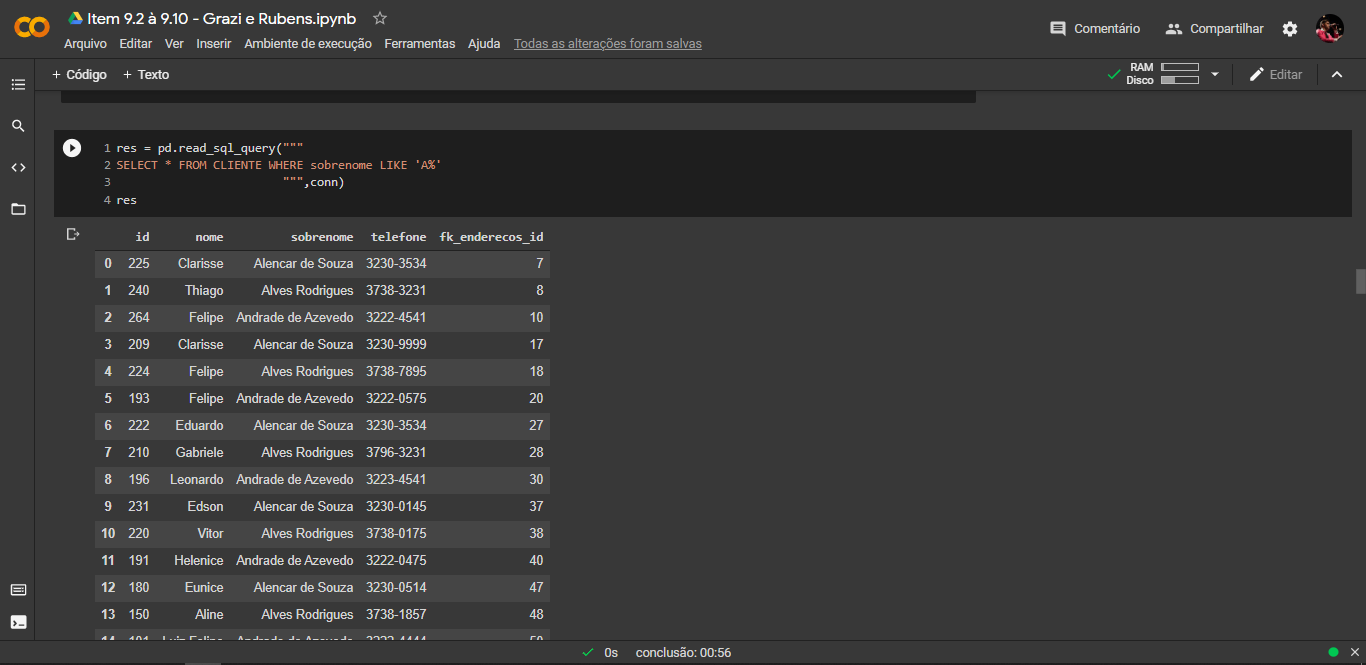 Item 9.2 à 9.10 - Grazi e Rubens.ipynb
Arquivo Editar Ver Inserir Ambiente de execução Ferramentas Ajuda Todas as alterações foram salvas
Comentário Compartilhar
+ Código + Texto
RAM
Disco
Editar
1 res = pd.read_sql_query("""
2 SELECT * FROM CLIENTE WHERE sobrenome LIKE 'A%'
3 """,conn)
4 res
id nome sobrenome telefone fk_enderecos_id
0 225 Clarisse Alencar de Souza 3230-3534 7
1 240 Thiago Alves Rodrigues 3738-3231 8
2 264 Felipe Andrade de Azevedo 3222-4541 10
3 209 Clarisse Alencar de Souza 3230-9999 17
4 224 Felipe Alves Rodrigues 3738-7895 18
5 193 Felipe Andrade de Azevedo 3222-0575 20
6 222 Eduardo Alencar de Souza 3230-3534 27
7 210 Gabriele Alves Rodrigues 3796-3231 28
8 196 Leonardo Andrade de Azevedo 3223-4541 30
9 231 Edson Alencar de Souza 3230-0145 37
10 220 Vitor Alves Rodrigues 3738-0175 38
11 191 Helenice Andrade de Azevedo 3222-0475 40
12 180 Eunice Alencar de Souza 3230-0514 47
13 150 Aline Alves Rodrigues 3738-1857 48
0s conclusão: 00:56